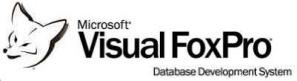 Microsoft®
Visual FoxPro
Database Development System